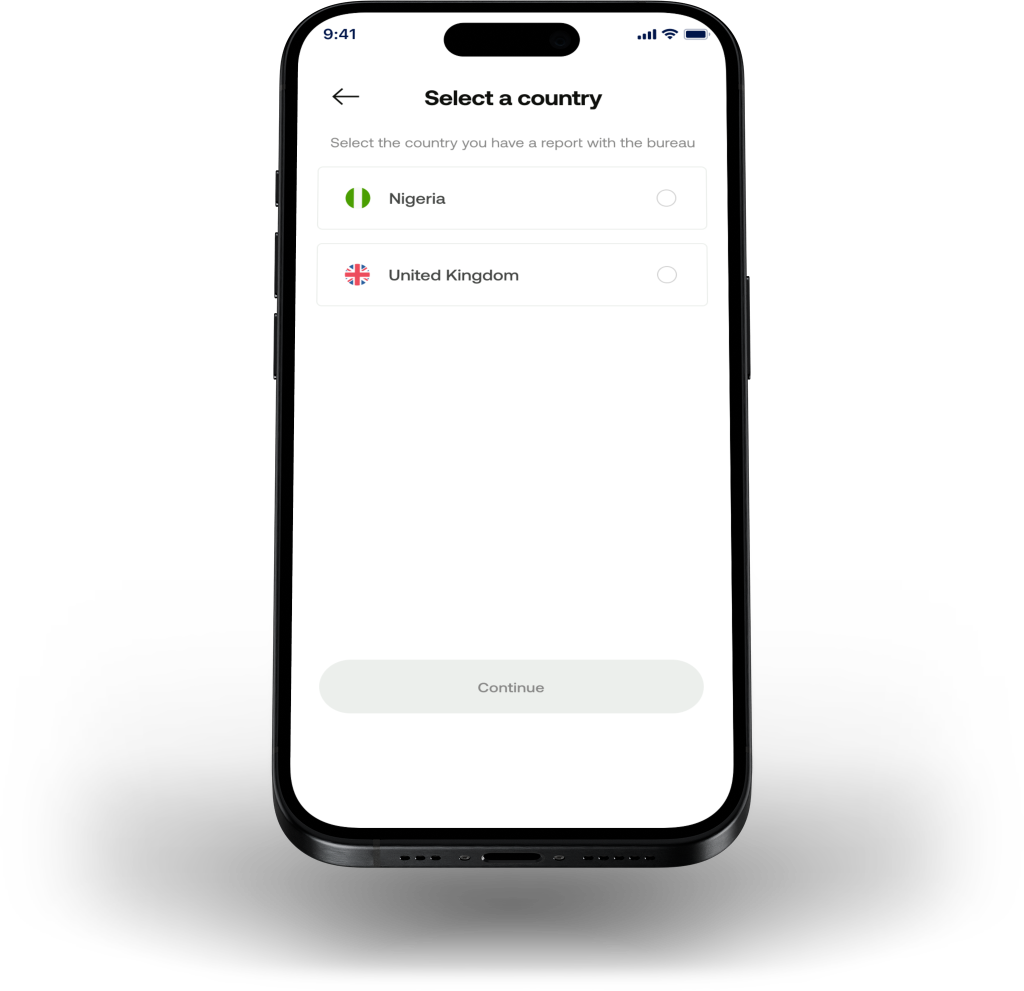 9:41
Select a country
Select the country you have a report with the bureau
Nigeria
United Kingdom
Continue